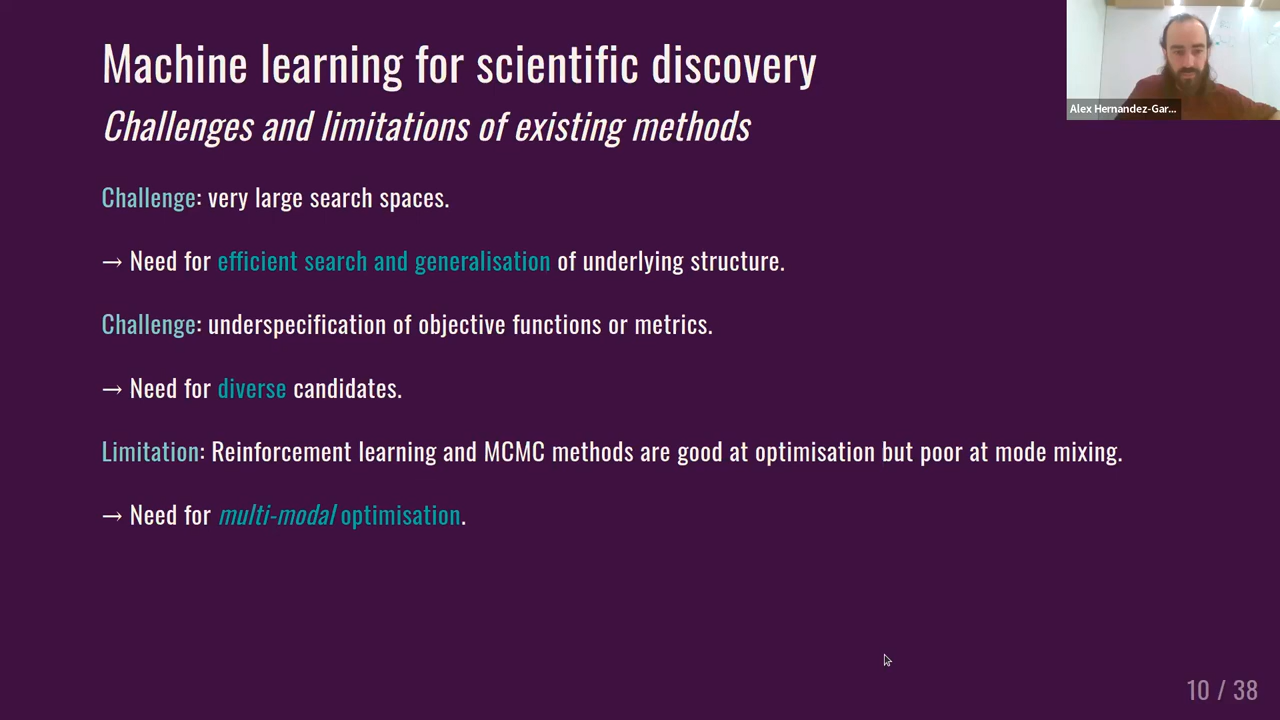 Machine learning for scientific discovery
Challenges and limitations of existing methods
Alex Hernandez-Gar...
Challenge: very large search spaces.
→ Need for efficient search and generalisation of underlying structure.
Challenge: underspecification of objective functions or metrics.
→ Need for diverse candidates.
Limitation: Reinforcement learning and MCMC methods are good at optimisation but poor at mode mixing.
→ Need for multi-modal optimisation.
10 / 38